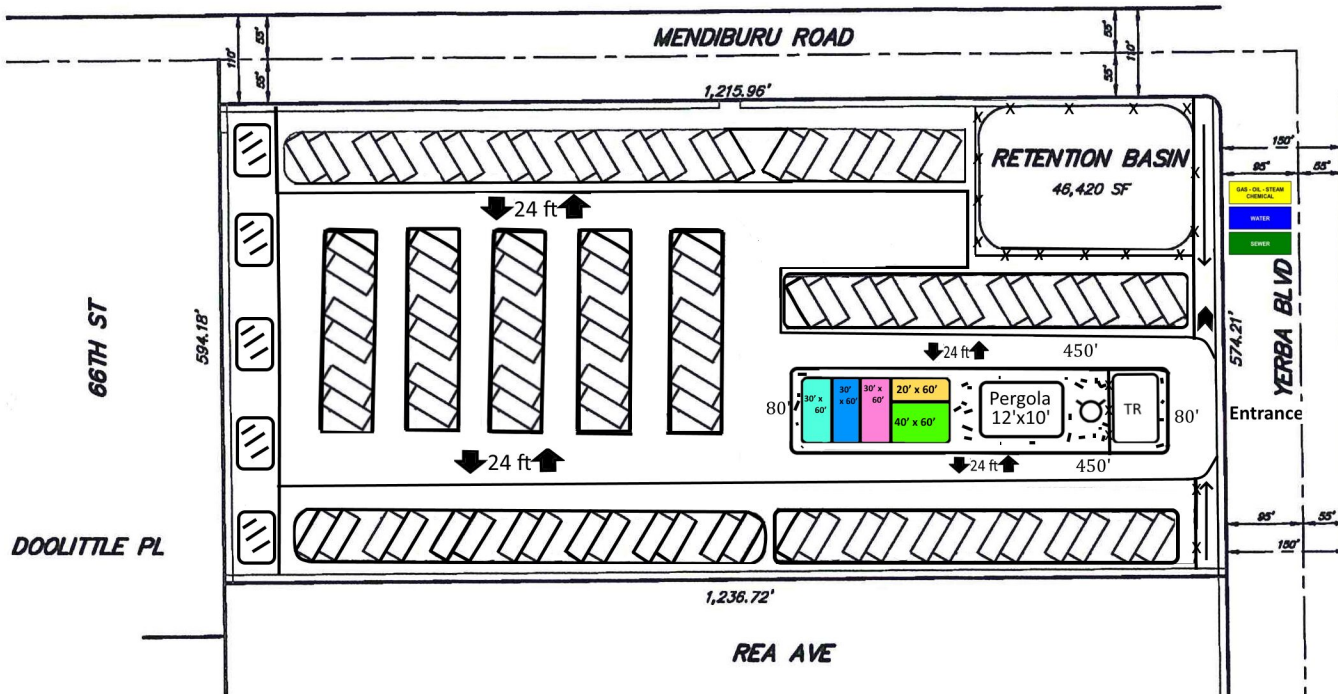 MENDIBURU ROAD
110'
55'
55'
55'
55'
110'
1,215.96'
RETENTION BASIN
46,420 SF
150'
95'
55'
GAS - OIL - STEAM
CHEMICAL
WATER
SEWER
24 ft
66TH ST
594.18'
574.21'
YERBA BLVD
24 ft
450'
30' x
60'
30'
x 60'
30' x
60'
20' x 60'
40' x 60'
Pergola
12'x10'
TR
80'
80'
Entrance
24 ft
24 ft
450'
DOOLITTLE PL
95'
55'
150'
1,236.72'
REA AVE